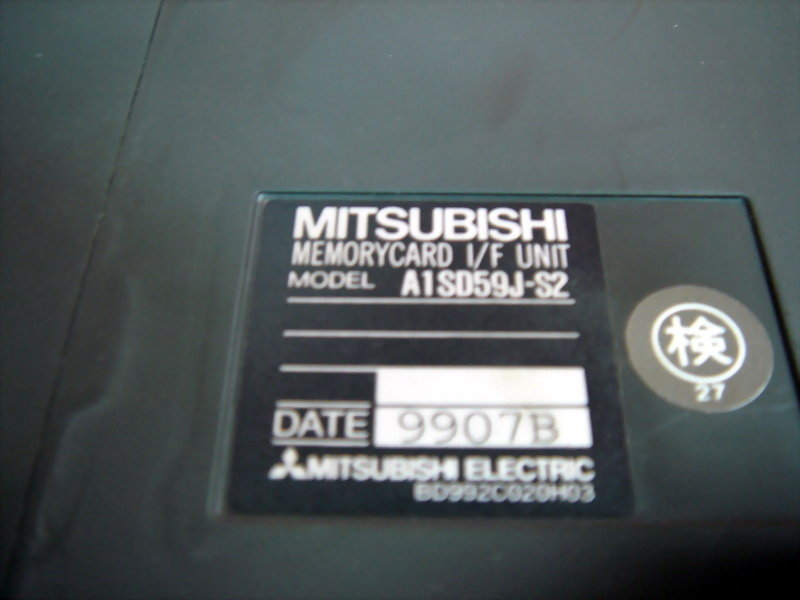 MITSUBISHI
MEMORYCARD I/F UNIT
MODEL A1SD59J-S2
DATE 9907B
MITSUBISHI ELECTRIC
BD992C020H03
検
27